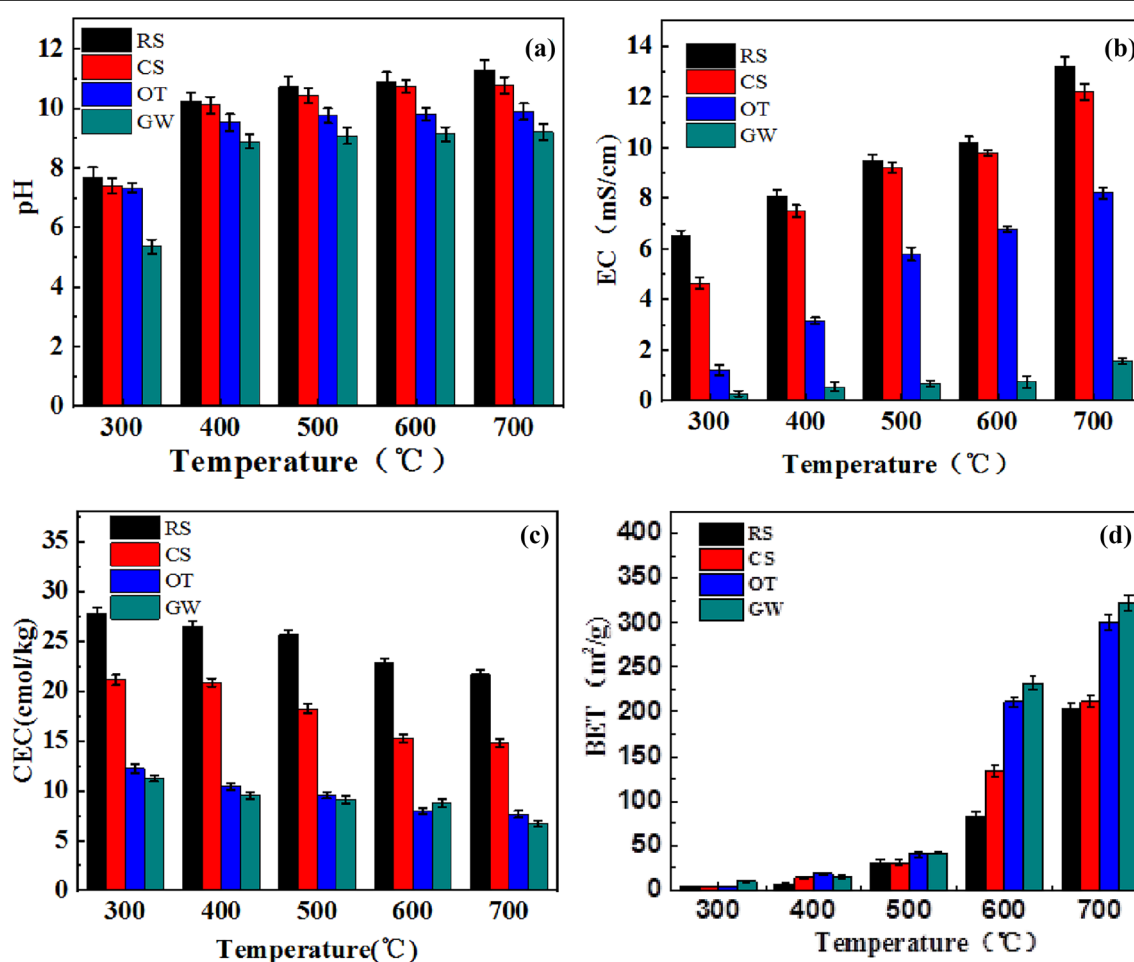 (a)
RS
CS
OT
GW
pH
12
10
8
6
4
2
0
300 400 500 600 700
Temperature（℃）
(b)
RS
CS
OT
GW
EC（mS/cm）
14
12
10
8
6
4
2
0
300 400 500 600 700
Temperature（℃）
(c)
RS
CS
OT
GW
CEC(cmol/kg)
35
30
25
20
15
10
5
0
300 400 500 600 700
Temperature(℃)
(d)
RS
CS
OT
GW
BET（m²/g）
400
350
300
250
200
150
100
50
0
300 400 500 600 700
Temperature（℃）